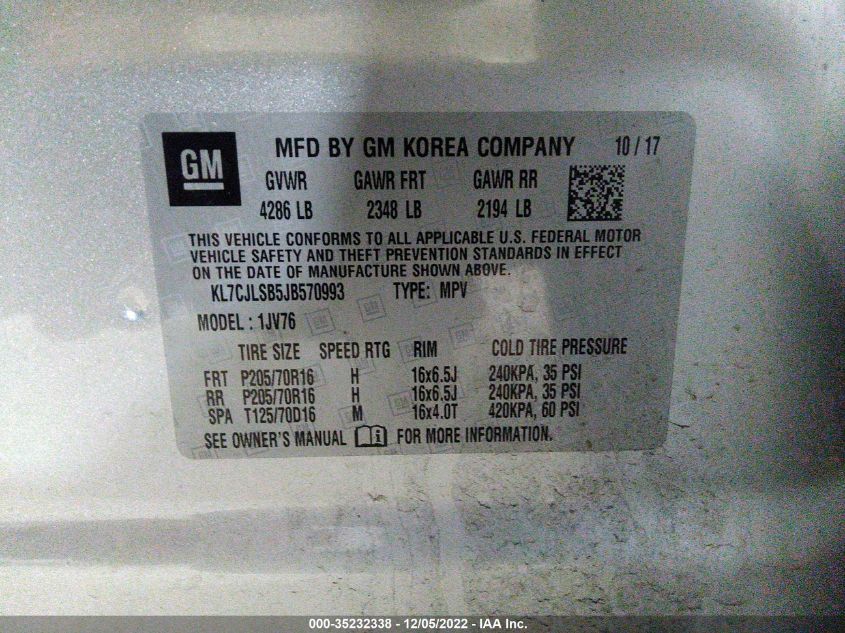 GM MFD BY GM KOREA COMPANY 10 / 17
GVWR GAWR FRT GAWR RR
4286 LB 2348 LB 2194 LB
THIS VEHICLE CONFORMS TO ALL APPLICABLE U.S. FEDERAL MOTOR
VEHICLE SAFETY AND THEFT PREVENTION STANDARDS IN EFFECT
ON THE DATE OF MANUFACTURE SHOWN ABOVE.
KL7CJLSB5JB570993 TYPE: MPV
MODEL : 1JV76
TIRE SIZE SPEED RTG RIM COLD TIRE PRESSURE
FRT P205/70R16 H 16x6.5J 240KPA, 35 PSI
RR P205/70R16 H 16x6.5J 240KPA, 35 PSI
SPA T125/70D16 M 16x4.0T 420KPA, 60 PSI
SEE OWNER'S MANUAL FOR MORE INFORMATION.
000-35232338 - 12/05/2022 - IAA Inc.